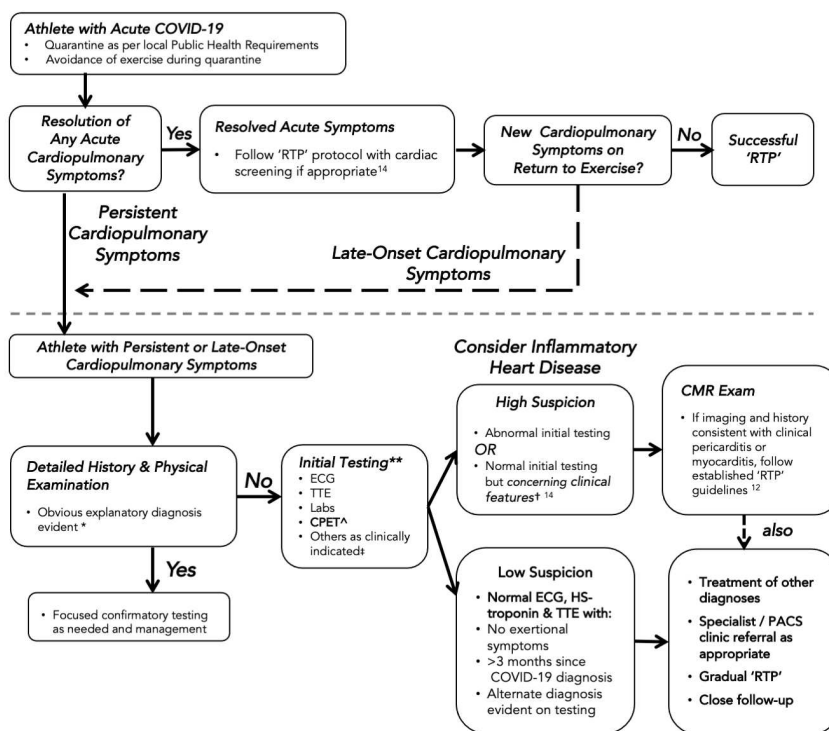 Athlete with Acute COVID-19
• Quarantine as per local Public Health Requirements
• Avoidance of exercise during quarantine
Resolution of
Any Acute
Cardiopulmonary
Symptoms?
Yes
Resolved Acute Symptoms
• Follow 'RTP' protocol with cardiac
screening if appropriate¹⁴
New Cardiopulmonary
Symptoms on
Return to Exercise?
No
Successful
'RTP'
Persistent
Cardiopulmonary
Symptoms
Late-Onset Cardiopulmonary
Symptoms
Athlete with Persistent or Late-Onset
Cardiopulmonary Symptoms
Detailed History & Physical
Examination
• Obvious explanatory diagnosis
evident *
Yes
• Focused confirmatory testing
as needed and management
No
Initial Testing**
• ECG
• TTE
• Labs
• CPET^
• Others as clinically
indicated‡
Consider Inflammatory
Heart Disease
High Suspicion
• Abnormal initial testing
OR
• Normal initial testing
but concerning clinical
features† ¹⁴
CMR Exam
• If imaging and history
consistent with clinical
pericarditis or
myocarditis, follow
established 'RTP'
guidelines ¹²
also
Low Suspicion
• Normal ECG, HS-
troponin & TTE with:
• No exertional
symptoms
• >3 months since
COVID-19 diagnosis
• Alternate diagnosis
evident on testing
• Treatment of other
diagnoses
• Specialist / PACS
clinic referral as
appropriate
• Gradual 'RTP'
• Close follow-up